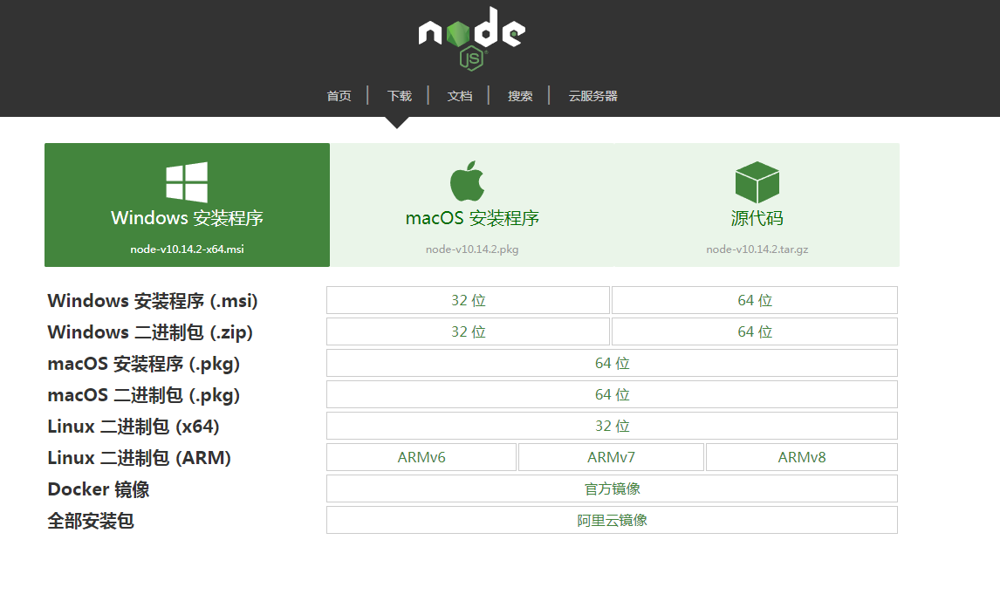 node
JS
首页 下载 文档 搜索 云服务器
Windows 安装程序 macOS 安装程序 源代码
node-v10.14.2-x64.msi node-v10.14.2.pkg node-v10.14.2.tar.gz
Windows 安装程序 (.msi) 32 位 64 位
Windows 二进制包 (.zip) 32 位 64 位
macOS 安装程序 (.pkg) 64 位
macOS 二进制包 (.pkg) 64 位
Linux 二进制包 (x64) 32 位
Linux 二进制包 (ARM) ARMv6 ARMv7 ARMv8
Docker 镜像 官方镜像
全部安装包 阿里云镜像